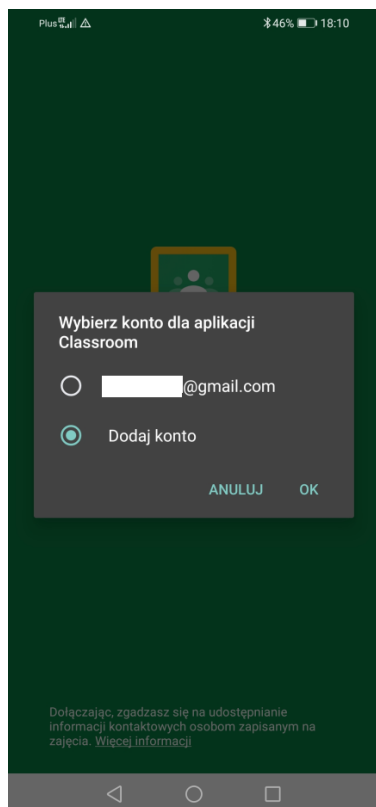 Plus 46% 18:10
Wybierz konto dla aplikacji
Classroom
@gmail.com
Dodaj konto
ANULUJ OK
Dołączając, zgadzasz się na udostępnianie
informacji kontaktowych osobom zapisanym na
zajęcia. Więcej informacji